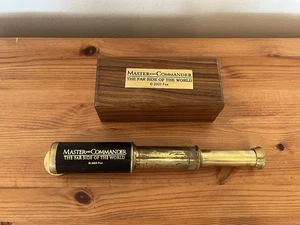 MASTER AND COMMANDER
THE FAR SIDE OF THE WORLD
© 2003 Fox
MASTER AND COMMANDER
THE FAR SIDE OF THE WORLD
© 2003 Fox